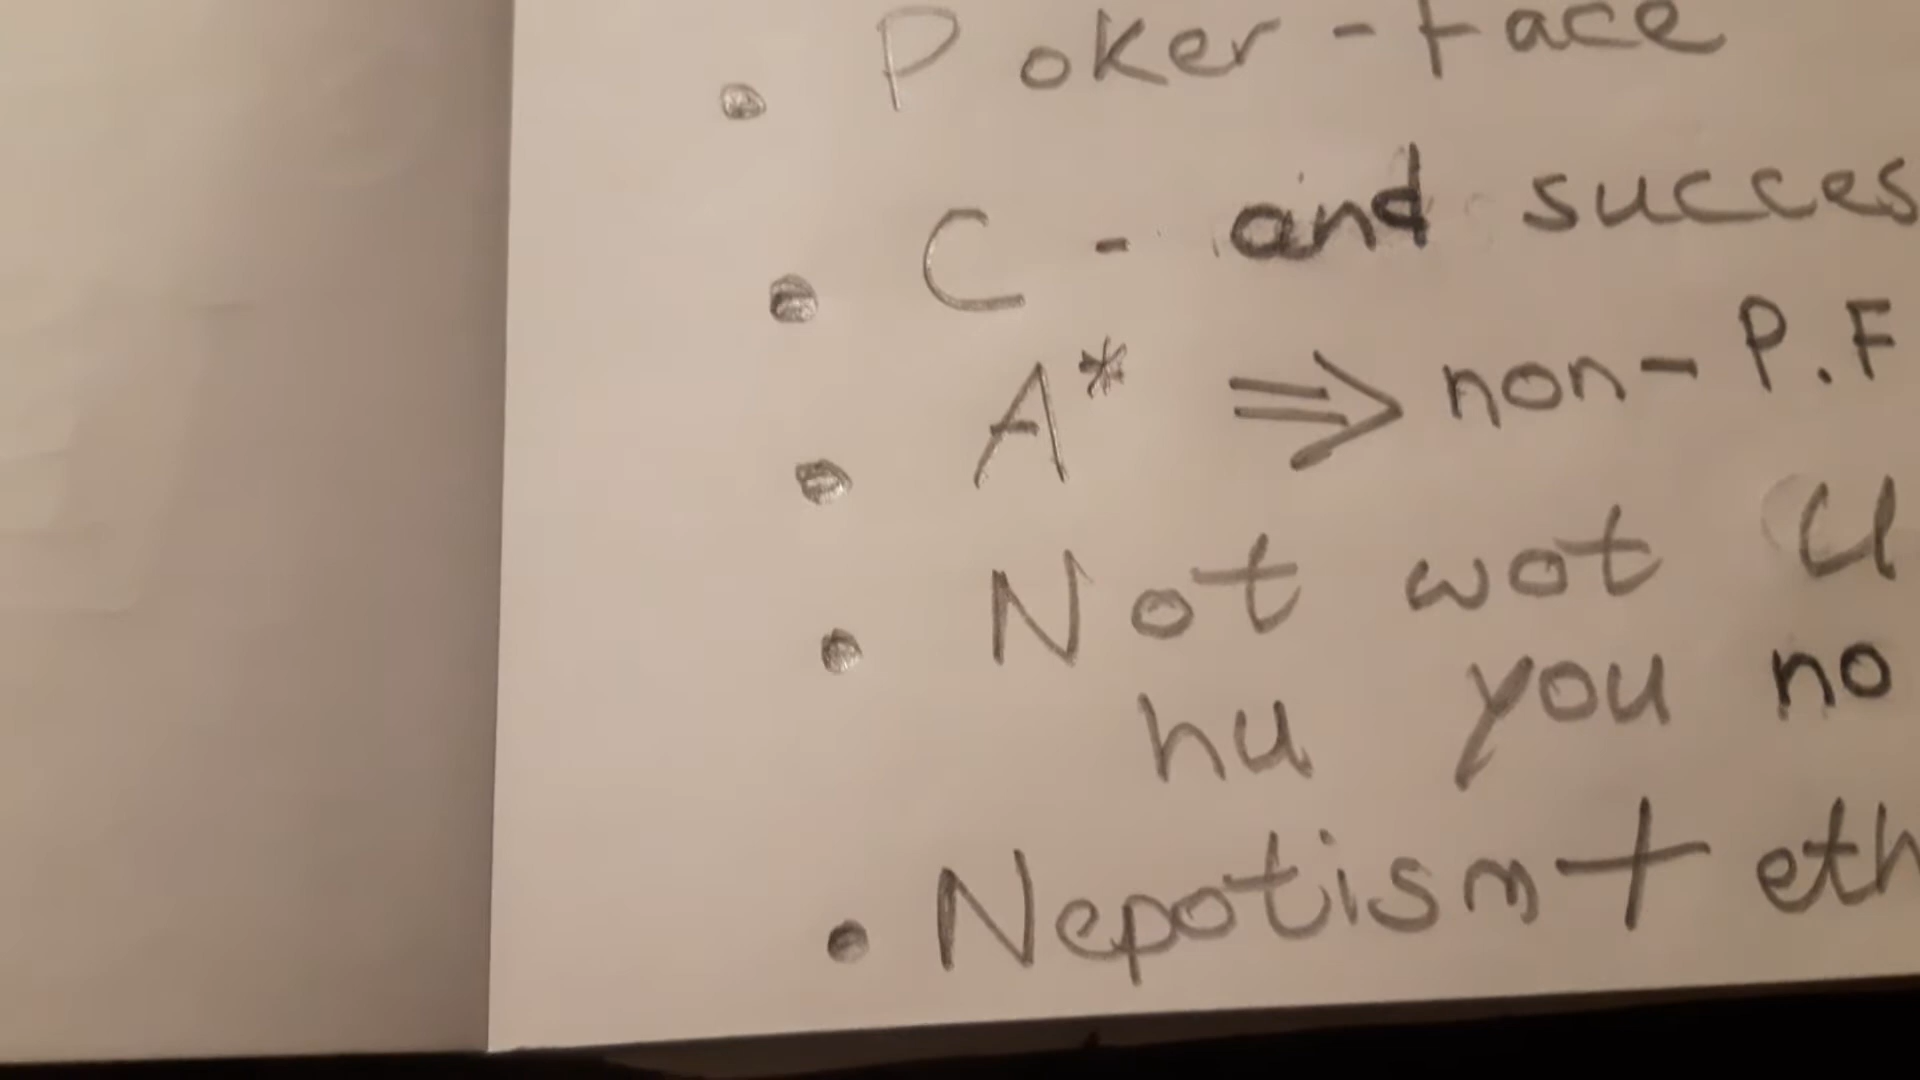 • Poker-face
• C - and succes
• A* ⇒ non-P.F
• Not wot U
hu you no
• Nepotism + eth